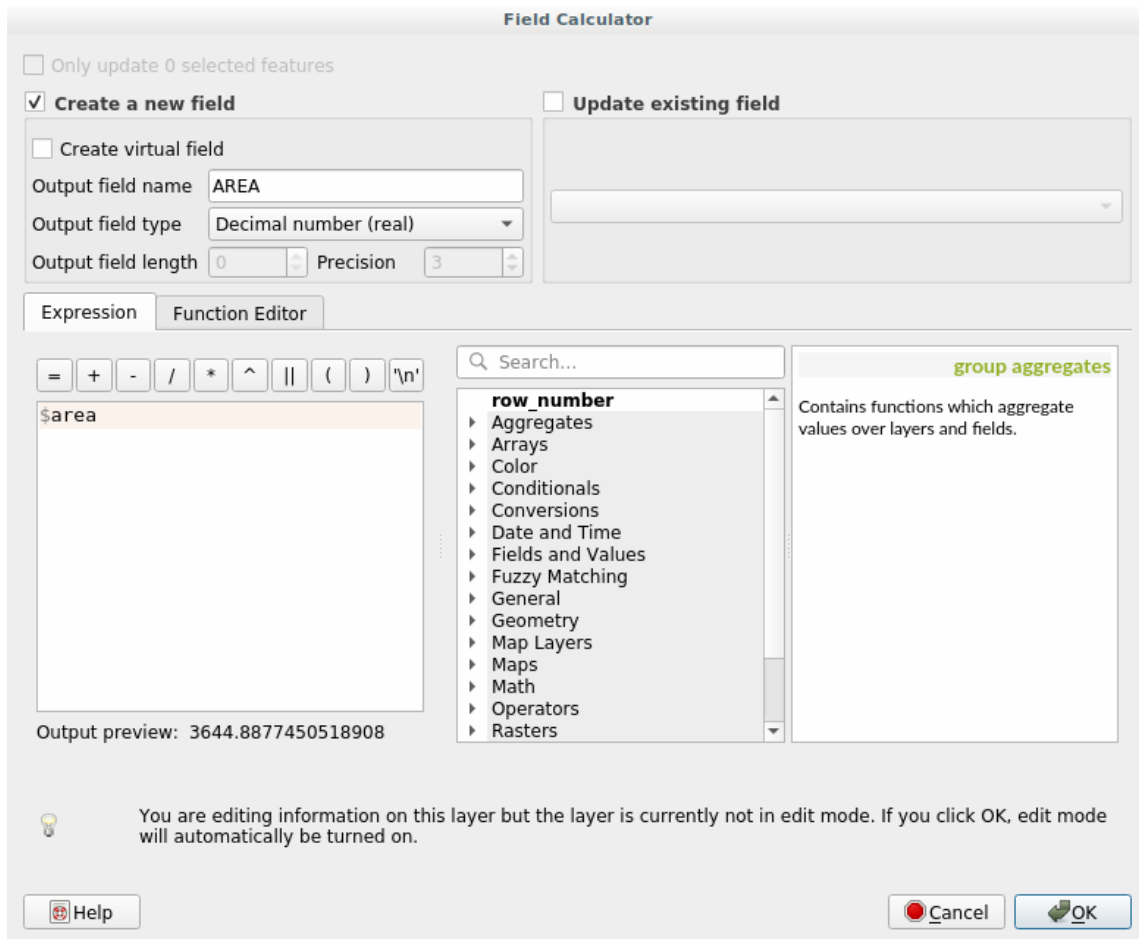 Field Calculator
Only update 0 selected features
Create a new field
Update existing field
Create virtual field
Output field name AREA
Output field type Decimal number (real)
Output field length 0 Precision 3
Expression Function Editor
= + - / * ^ || ( ) '\n'
$area
Output preview: 3644.8877450518908
Search...
row_number
Aggregates
Arrays
Color
Conditionals
Conversions
Date and Time
Fields and Values
Fuzzy Matching
General
Geometry
Map Layers
Maps
Math
Operators
Rasters
group aggregates
Contains functions which aggregate
values over layers and fields.
You are editing information on this layer but the layer is currently not in edit mode. If you click OK, edit mode
will automatically be turned on.
Help
Cancel
OK